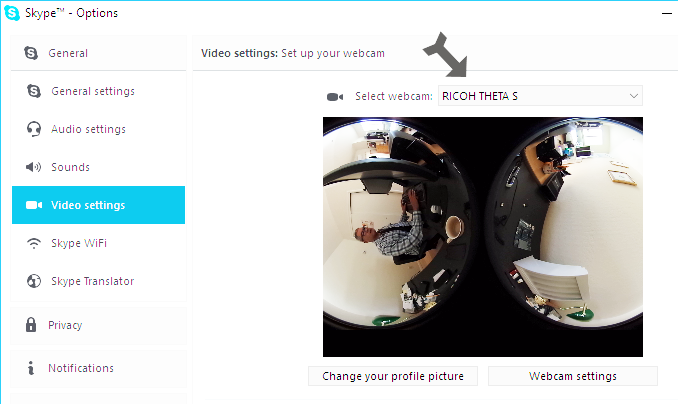 Skype™ - Options
General
General settings
Audio settings
Sounds
Video settings
Skype WiFi
Skype Translator
Privacy
Notifications
Video settings: Set up your webcam
Select webcam: RICOH THETA S
Change your profile picture
Webcam settings